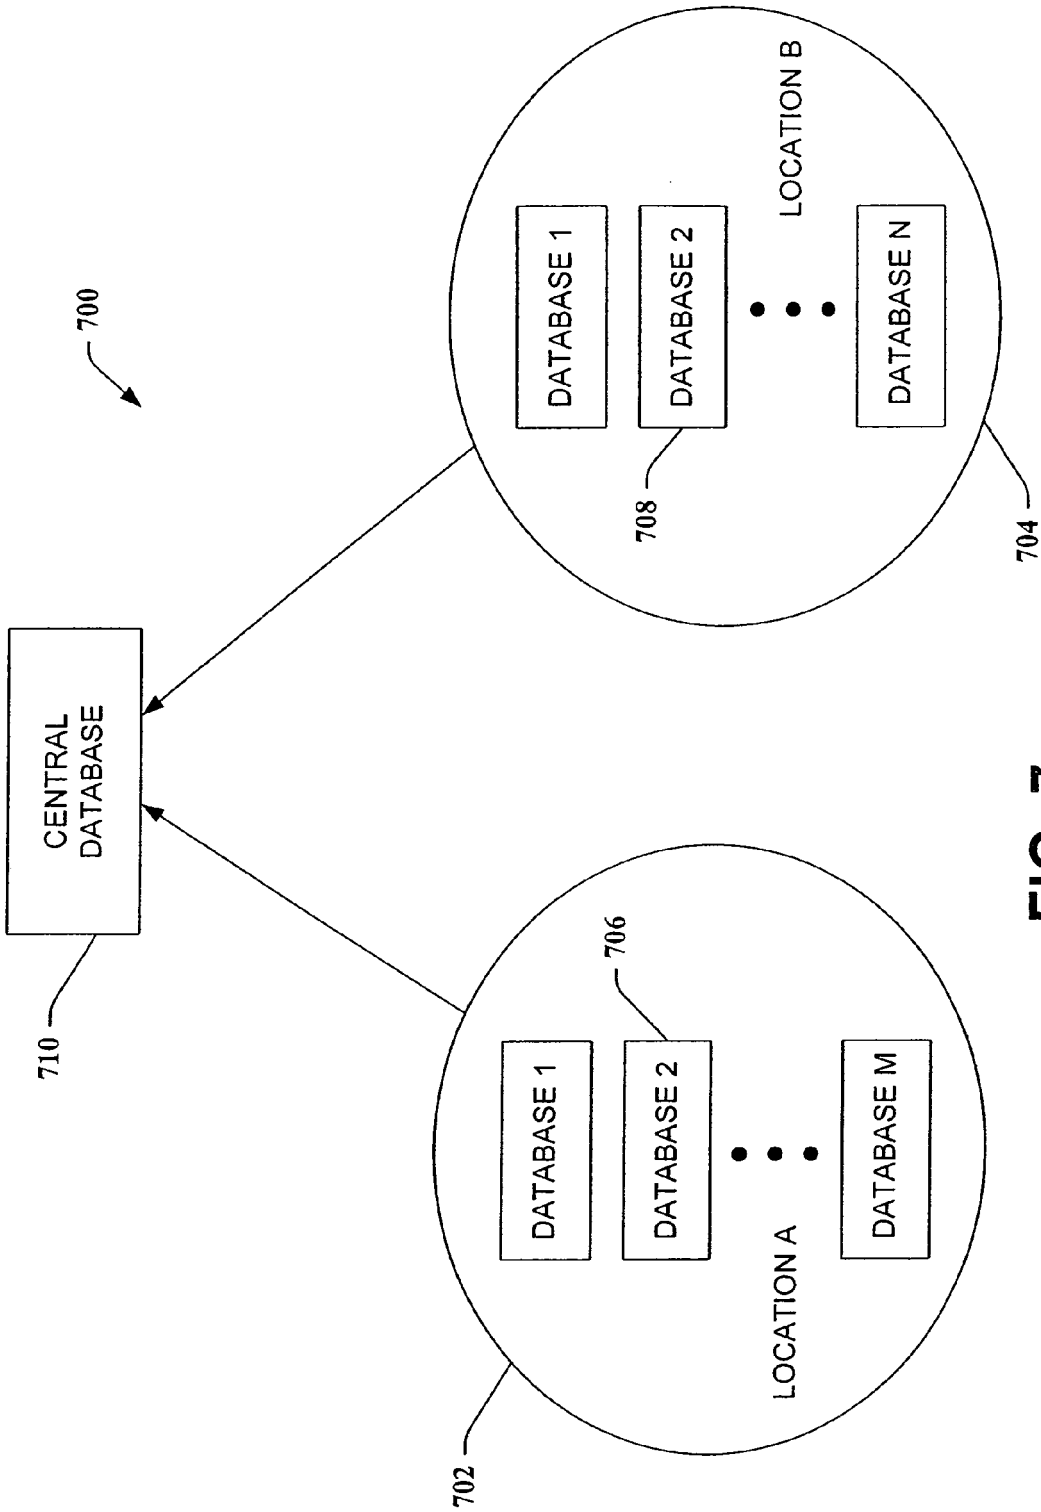 700
CENTRAL
DATABASE
710
702
DATABASE 1
DATABASE 2
706
LOCATION A
DATABASE M
DATABASE 1
DATABASE 2
708
LOCATION B
DATABASE N
704